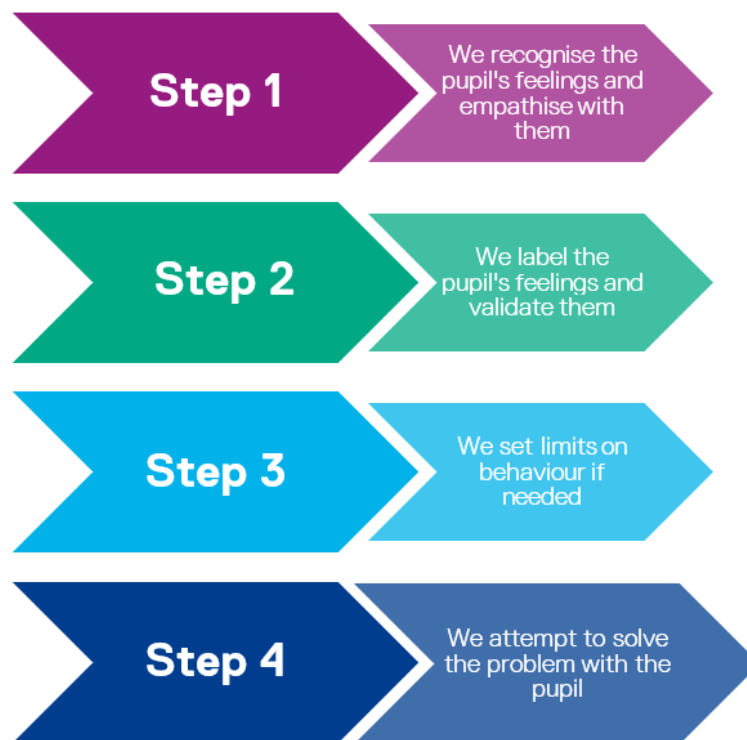 Step 1
We recognise the
pupil's feelings and
empathise with
them
Step 2
We label the
pupil's feelings and
validate them
Step 3
We set limits on
behaviour if
needed
Step 4
We attempt to solve
the problem with the
pupil